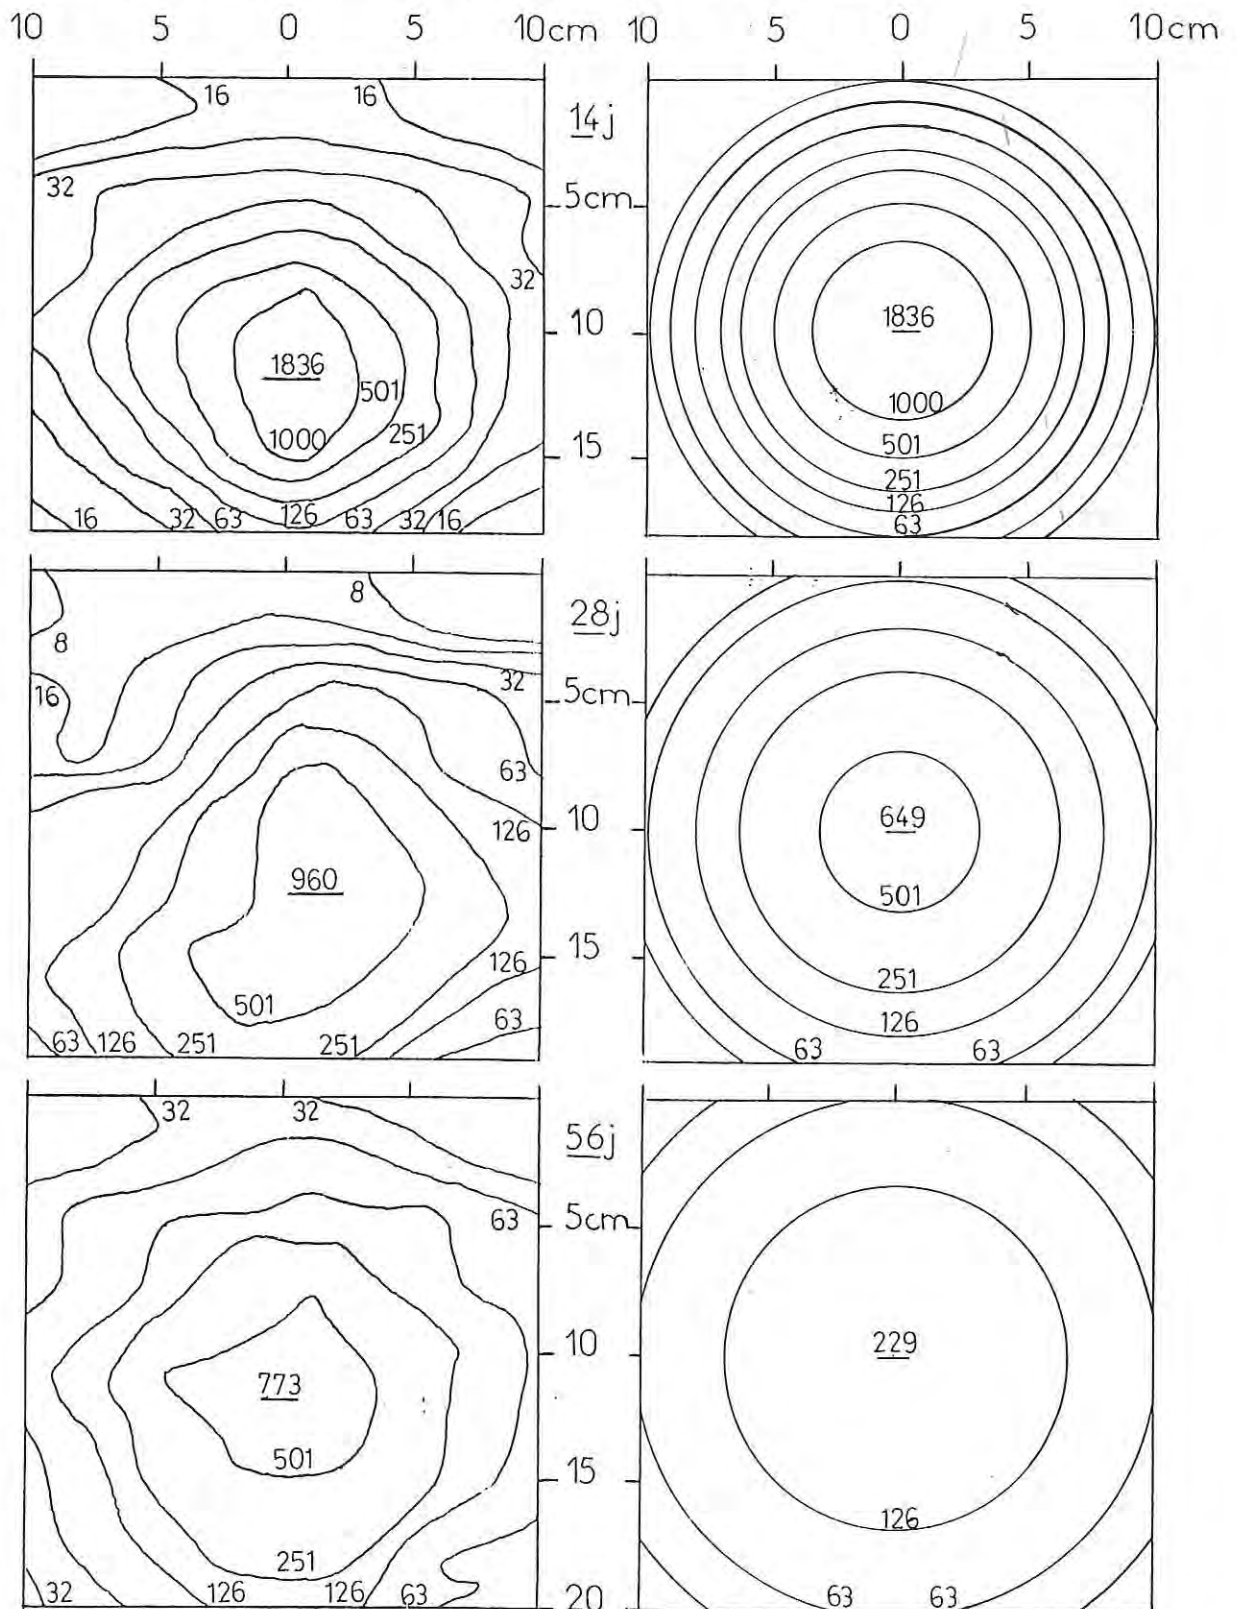 10 5 0 5 10cm 10 5 0 5 10cm
16 16 14j
32 5cm
32
10
1836 1836
501
1000 1000
251 15 501
251
126
16 32 63 126 63 32 16 63
8 8 28j
16 32 5cm
63
126 10 649
960 501
126 15
501 251
63 126
63 126 251 251 63 63
32 32 56j
63 5cm
10 229
773
501 15
126
251
32 126 126 63 20 63 63